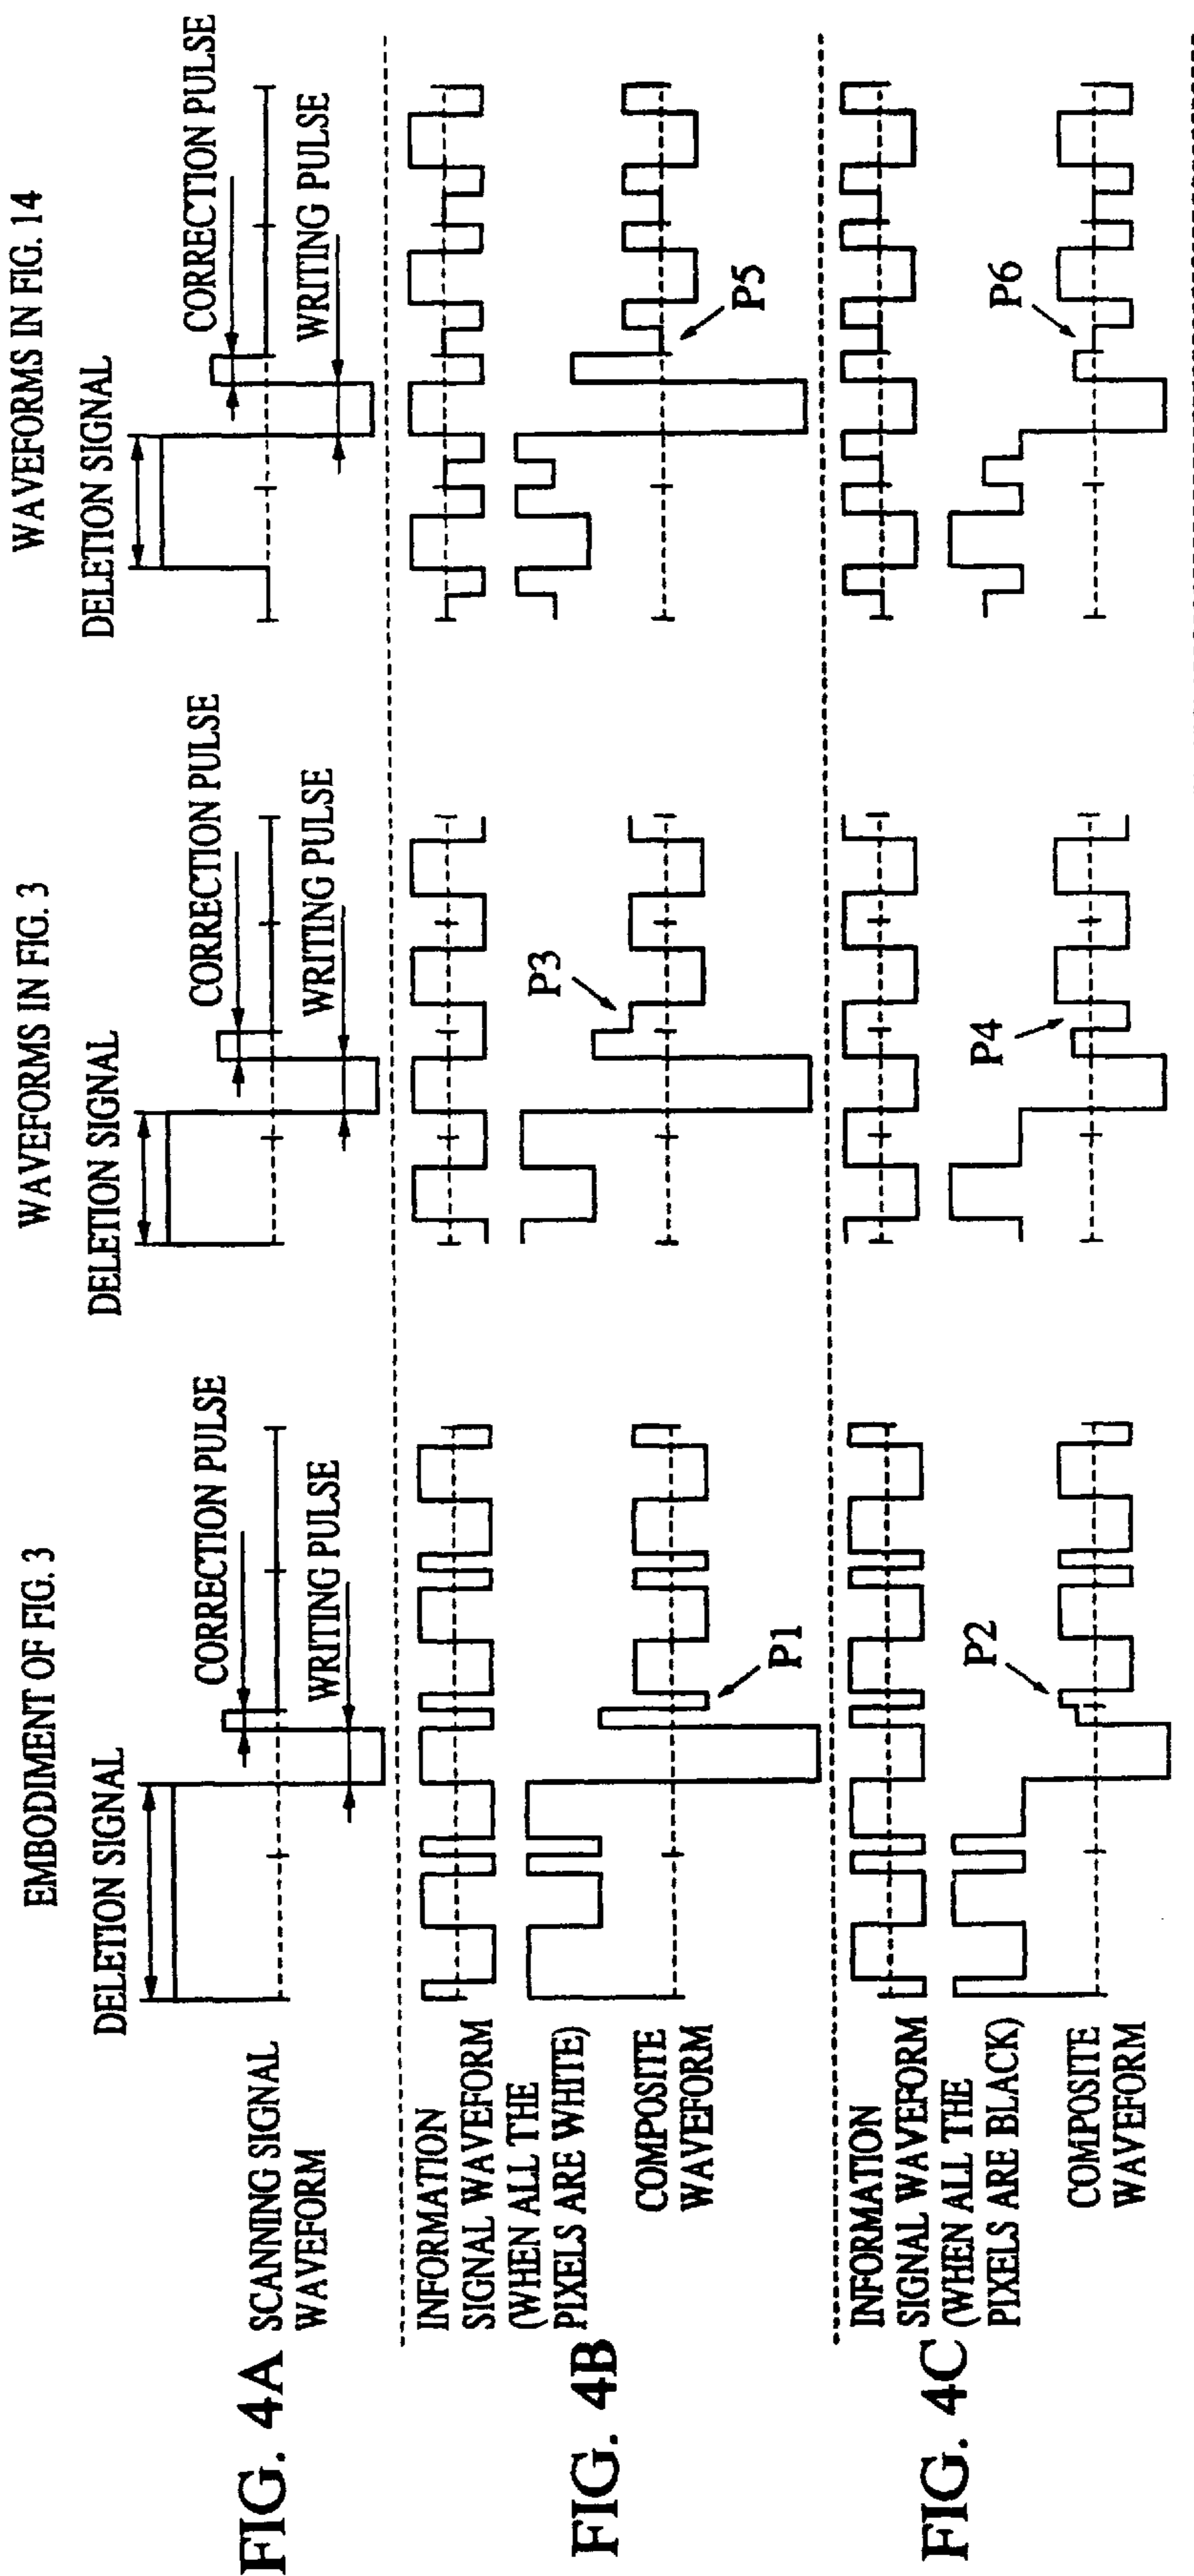 EMBODIMENT OF FIG. 3
WAVEFORMS IN FIG. 3
WAVEFORMS IN FIG. 14
FIG. 4A
SCANNING SIGNAL
WAVEFORM
DELETION SIGNAL
CORRECTION PULSE
WRITING PULSE
DELETION SIGNAL
CORRECTION PULSE
WRITING PULSE
DELETION SIGNAL
CORRECTION PULSE
WRITING PULSE
FIG. 4B
INFORMATION
SIGNAL WAVEFORM
(WHEN ALL THE
PIXELS ARE WHITE)
COMPOSITE
WAVEFORM
P1
P3
P5
FIG. 4C
INFORMATION
SIGNAL WAVEFORM
(WHEN ALL THE
PIXELS ARE BLACK)
COMPOSITE
WAVEFORM
P2
P4
P6